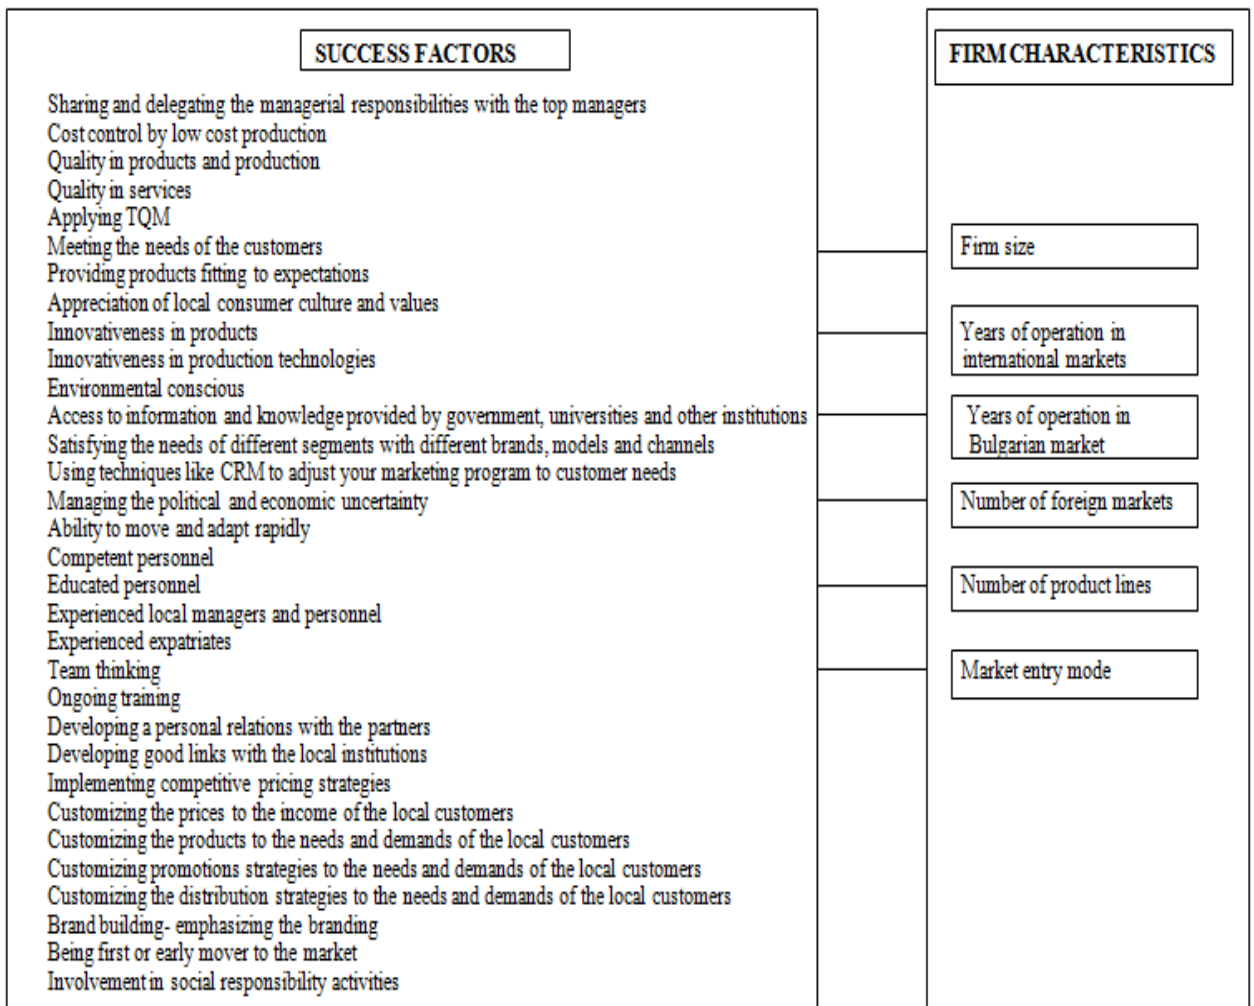 SUCCESS FACTORS
Sharing and delegating the managerial responsibilities with the top managers
Cost control by low cost production
Quality in products and production
Quality in services
Applying TQM
Meeting the needs of the customers
Providing products fitting to expectations
Appreciation of local consumer culture and values
Innovativeness in products
Innovativeness in production technologies
Environmental conscious
Access to information and knowledge provided by government, universities and other institutions
Satisfying the needs of different segments with different brands, models and channels
Using techniques like CRM to adjust your marketing program to customer needs
Managing the political and economic uncertainty
Ability to move and adapt rapidly
Competent personnel
Educated personnel
Experienced local managers and personnel
Experienced expatriates
Team thinking
Ongoing training
Developing a personal relations with the partners
Developing good links with the local institutions
Implementing competitive pricing strategies
Customizing the prices to the income of the local customers
Customizing the products to the needs and demands of the local customers
Customizing promotions strategies to the needs and demands of the local customers
Customizing the distribution strategies to the needs and demands of the local customers
Brand building- emphasizing the branding
Being first or early mover to the market
Involvement in social responsibility activities
FIRM CHARACTERISTICS
Firm size
Years of operation in
international markets
Years of operation in
Bulgarian market
Number of foreign markets
Number of product lines
Market entry mode